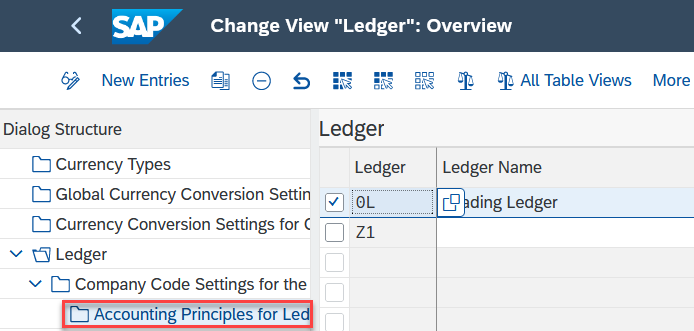 SAP Change View "Ledger": Overview
New Entries All Table Views More
Dialog Structure
Currency Types
Global Currency Conversion Settin
Currency Conversion Settings for C
Ledger
Company Code Settings for the
Accounting Principles for Led
Ledger
Ledger Ledger Name
0L ading Ledger
Z1